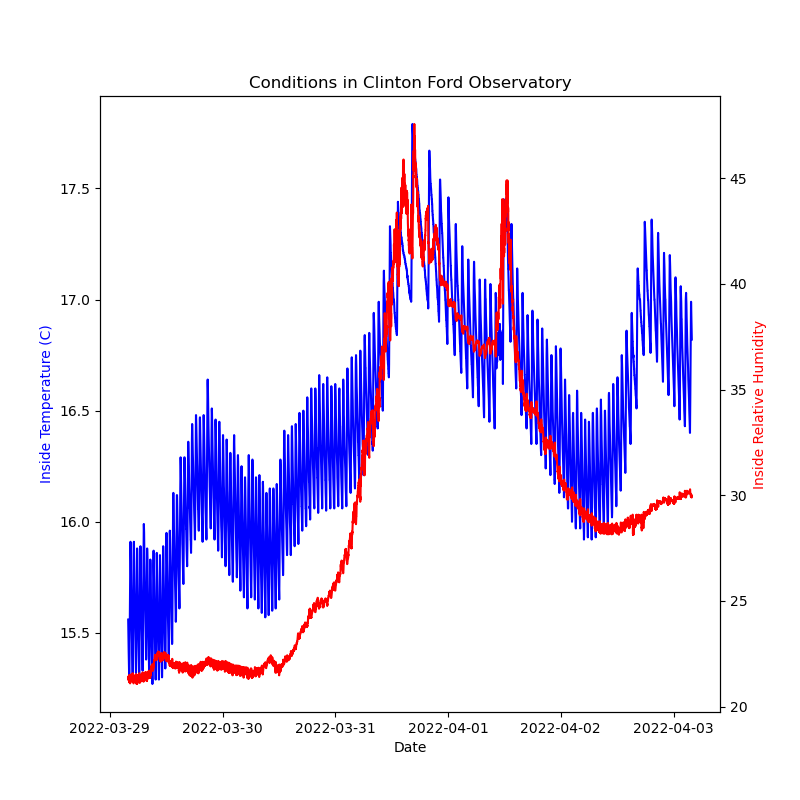 Conditions in Clinton Ford Observatory
Inside Temperature (C)
17.5
17.0
16.5
16.0
15.5
45
40
35
30
25
20
Inside Relative Humidity
2022-03-29 2022-03-30 2022-03-31 2022-04-01 2022-04-02 2022-04-03
Date